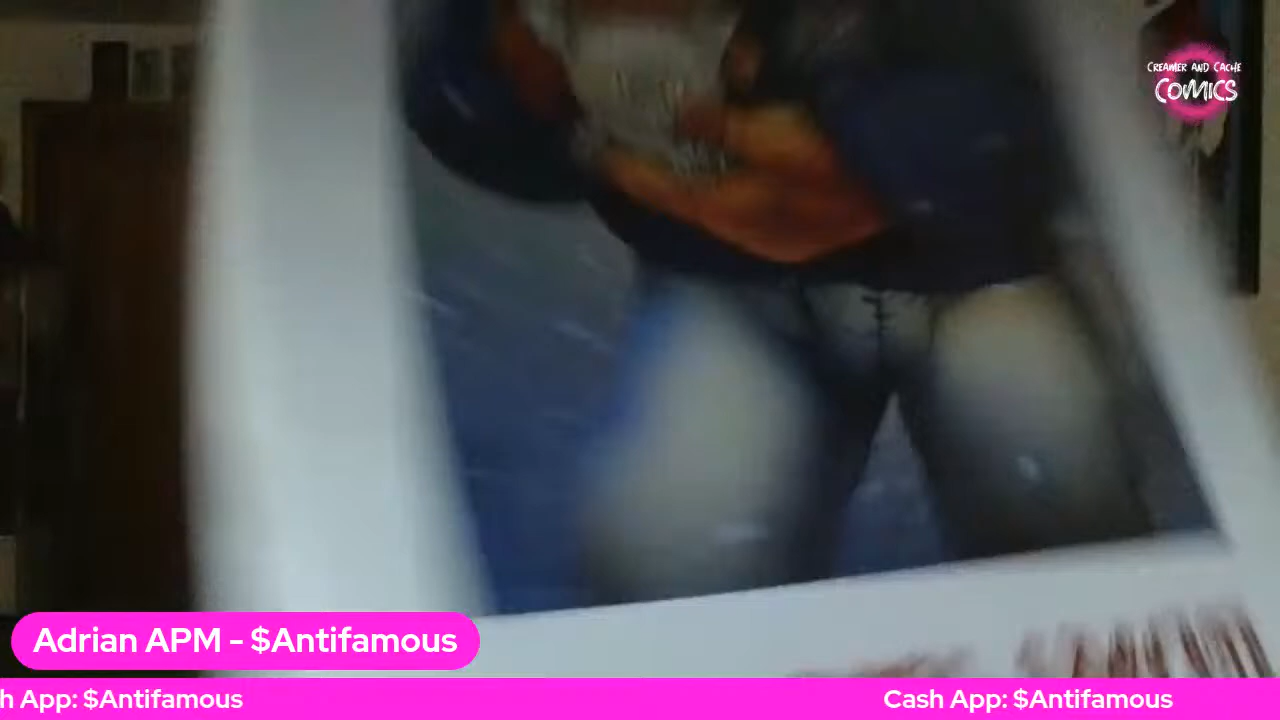 CREAMER AND CACHE
COMICS
Adrian APM - $Antifamous
h App: $Antifamous
Cash App: $Antifamous